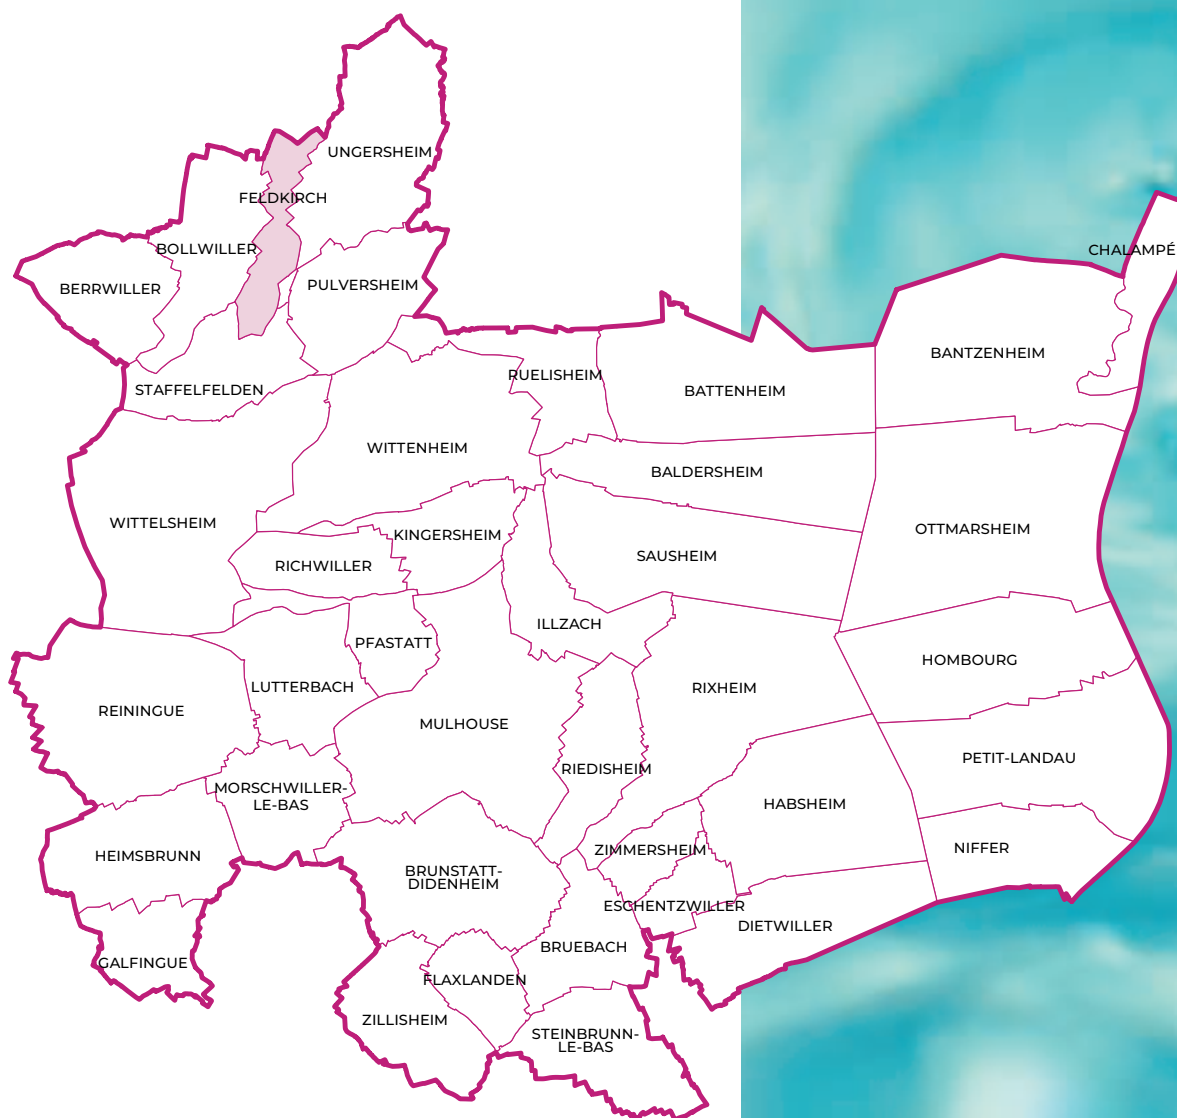 UNGERSHEIM
FELDKIRCH
BOLLWILLER
CHALAMPÉ
BERRWILLER
PULVERSHEIM
BANTZENHEIM
RUELISHEIM
STAFFELFELDEN
BATTENHEIM
WITTENHEIM
BALDERSHEIM
WITTELSHEIM
OTTMARSHEIM
KINGERSHEIM
SAUSHEIM
RICHWILLER
ILLZACH
PFASTATT
HOMBOURG
LUTTERBACH
RIXHEIM
REININGUE
MULHOUSE
PETIT-LANDAU
RIEDISHEIM
MORSCHWILLER-
LE-BAS
HABSHEIM
HEIMSBRUNN
ZIMMERSHEIM
NIFFER
BRUNSTATT-
DIDENHEIM
ESCHENTZWILLER
DIETWILLER
BRUEBACH
GALFINGUE
FLAXLANDEN
ZILLISHEIM
STEINBRUNN-
LE-BAS